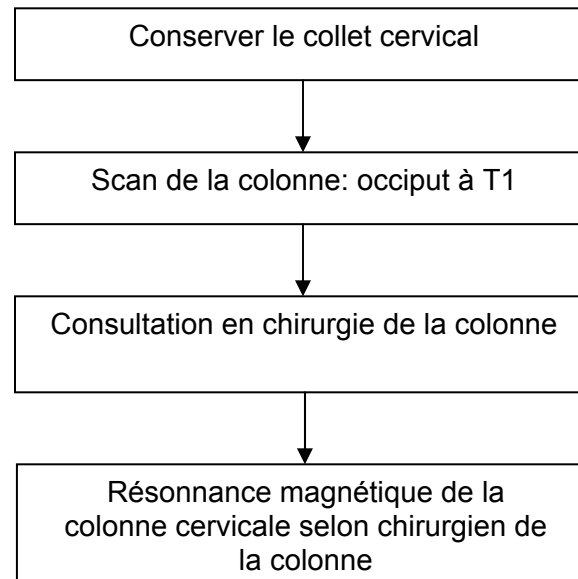 Conserver le collet cervical
Scan de la colonne: occiput à T1
Consultation en chirurgie de la colonne
Résonnance magnétique de la
colonne cervicale selon chirurgien de
la colonne